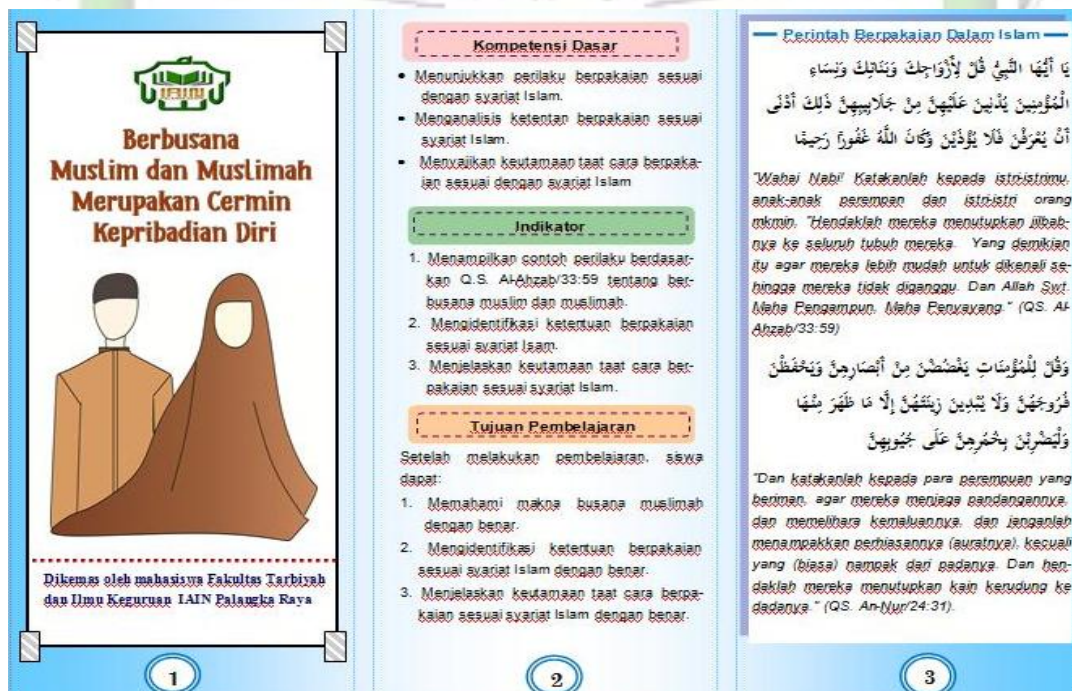 Berbusana
Muslim dan Muslimah
Merupakan Cermin
Kepribadian Diri
Dikemas oleh mahasiswa Fakultas Tarbiyah
dan Ilmu Keguruan IAIN Palangka Raya
1
Kompetensi Dasar
• Menunjukkan perilaku berpakaian sesuai
dengan syariat Islam.
• Menganalisis ketentan berpakaian sesuai
syariat Islam.
• Menyajikan keutamaan taat cara berpaka-
ian sesuai dengan syariat Islam
Indikator
1. Menampilkan contoh perilaku berdasar-
kan Q.S. Al-Ahzab/33:59 tentang ber-
busana muslim dan muslimah.
2. Mengidentifkasi ketentuan berpakaian
sesuai syariat Isam.
3. Menjelaskan keutamaan taat cara ber-
pakaian sesuai syariat Islam.
Tujuan Pembelajaran
Setelah melakukan pembelajaran, siswa
dapat:
1. Memahami makna busana muslimah
dengan benar.
2. Mengidentifikasi ketentuan berpakaian
sesuai syariat Islam dengan benar.
3. Menjelaskan keutamaan taat cara berpa-
kaian sesuai syariat Islam dengan benar.
2
Perintah Berpakaian Dalam Islam
يَا أَيُّهَا النَّبِيُّ قُلْ لِأَزْوَاجِكَ وَبَنَاتِكَ وَنِسَاءِ
الْمُؤْمِنِينَ يُدْنِينَ عَلَيْهِنَّ مِنْ جَلَابِيبِهِنَّ ذَلِكَ أَدْنَى
أَنْ يُعْرَفْنَ فَلَا يُؤْذَيْنَ وَكَانَ اللَّهُ غَفُورًا رَحِيمًا
"Wahai Nabi! Katakanlah kepada istri-istrimu,
anak-anak perempan dan istri-istri orang
mkmin, "Hendaklah mereka menutupkan jilbab-
nya ke seluruh tubuh mereka. Yang demikian
itu agar mereka lebih mudah untuk dikenali se-
hingga mereka tidak diganggu. Dan Allah Swt.
Maha Pengampun, Maha Penyayang." (QS. Al-
Ahzab/33:59)
وَقُلْ لِلْمُؤْمِنَاتِ يَغْضُضْنَ مِنْ أَبْصَارِهِنَّ وَيَحْفَظْنَ
فُرُوجَهُنَّ وَلَا يُبْدِينَ زِينَتَهُنَّ إِلَّا مَا ظَهَرَ مِنْهَا
وَلْيَضْرِبْنَ بِخُمُرِهِنَّ عَلَى جُيُوبِهِنَّ
"Dan katakanlah kepada para perempuan yang
beriman, agar mereka menjaga pandangannya,
dan memelihara kemaluannya, dan janganlah
menampakkan perhiasannya (auratnya), kecuali
yang (biasa) nampak dari padanya. Dan hen-
daklah mereka menutupkan kain kerudung ke
dadanya." (QS. An-Nur/24:31).
3